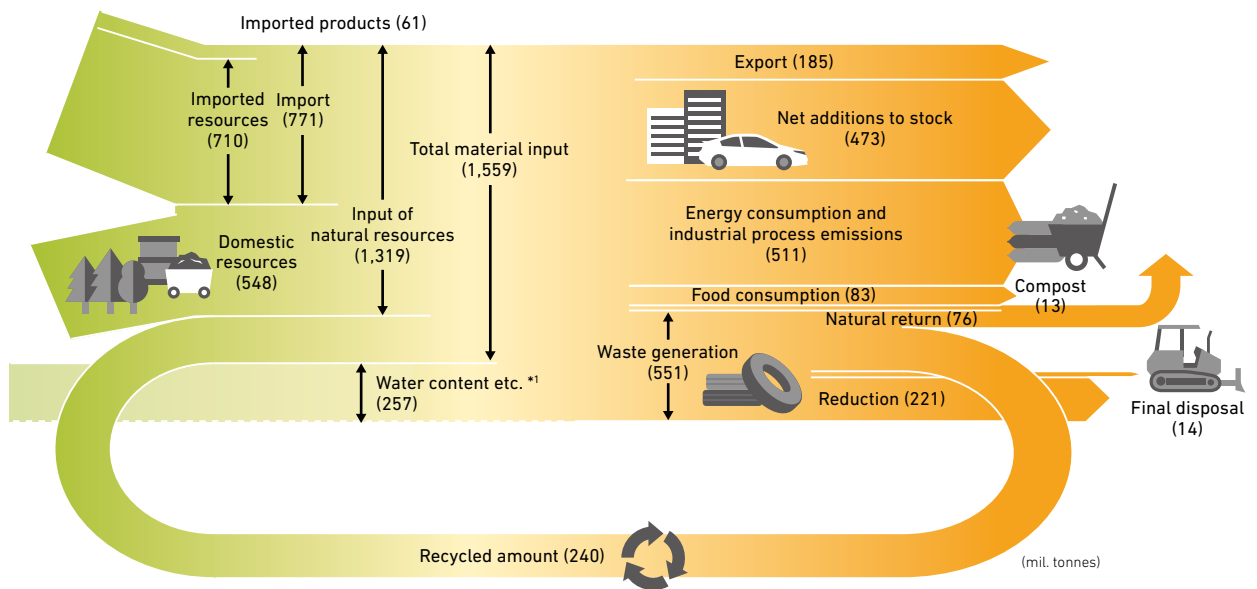 Imported products (61)
Imported
resources
(710)
Import
(771)
Total material input
(1,559)
Input of
natural resources
(1,319)
Domestic
resources
(548)
Water content etc. *1
(257)
Export (185)
Net additions to stock
(473)
Energy consumption and
industrial process emissions
(511)
Food consumption (83)
Compost
(13)
Natural return (76)
Waste generation
(551)
Reduction (221)
Final disposal
(14)
Recycled amount (240)
(mil. tonnes)